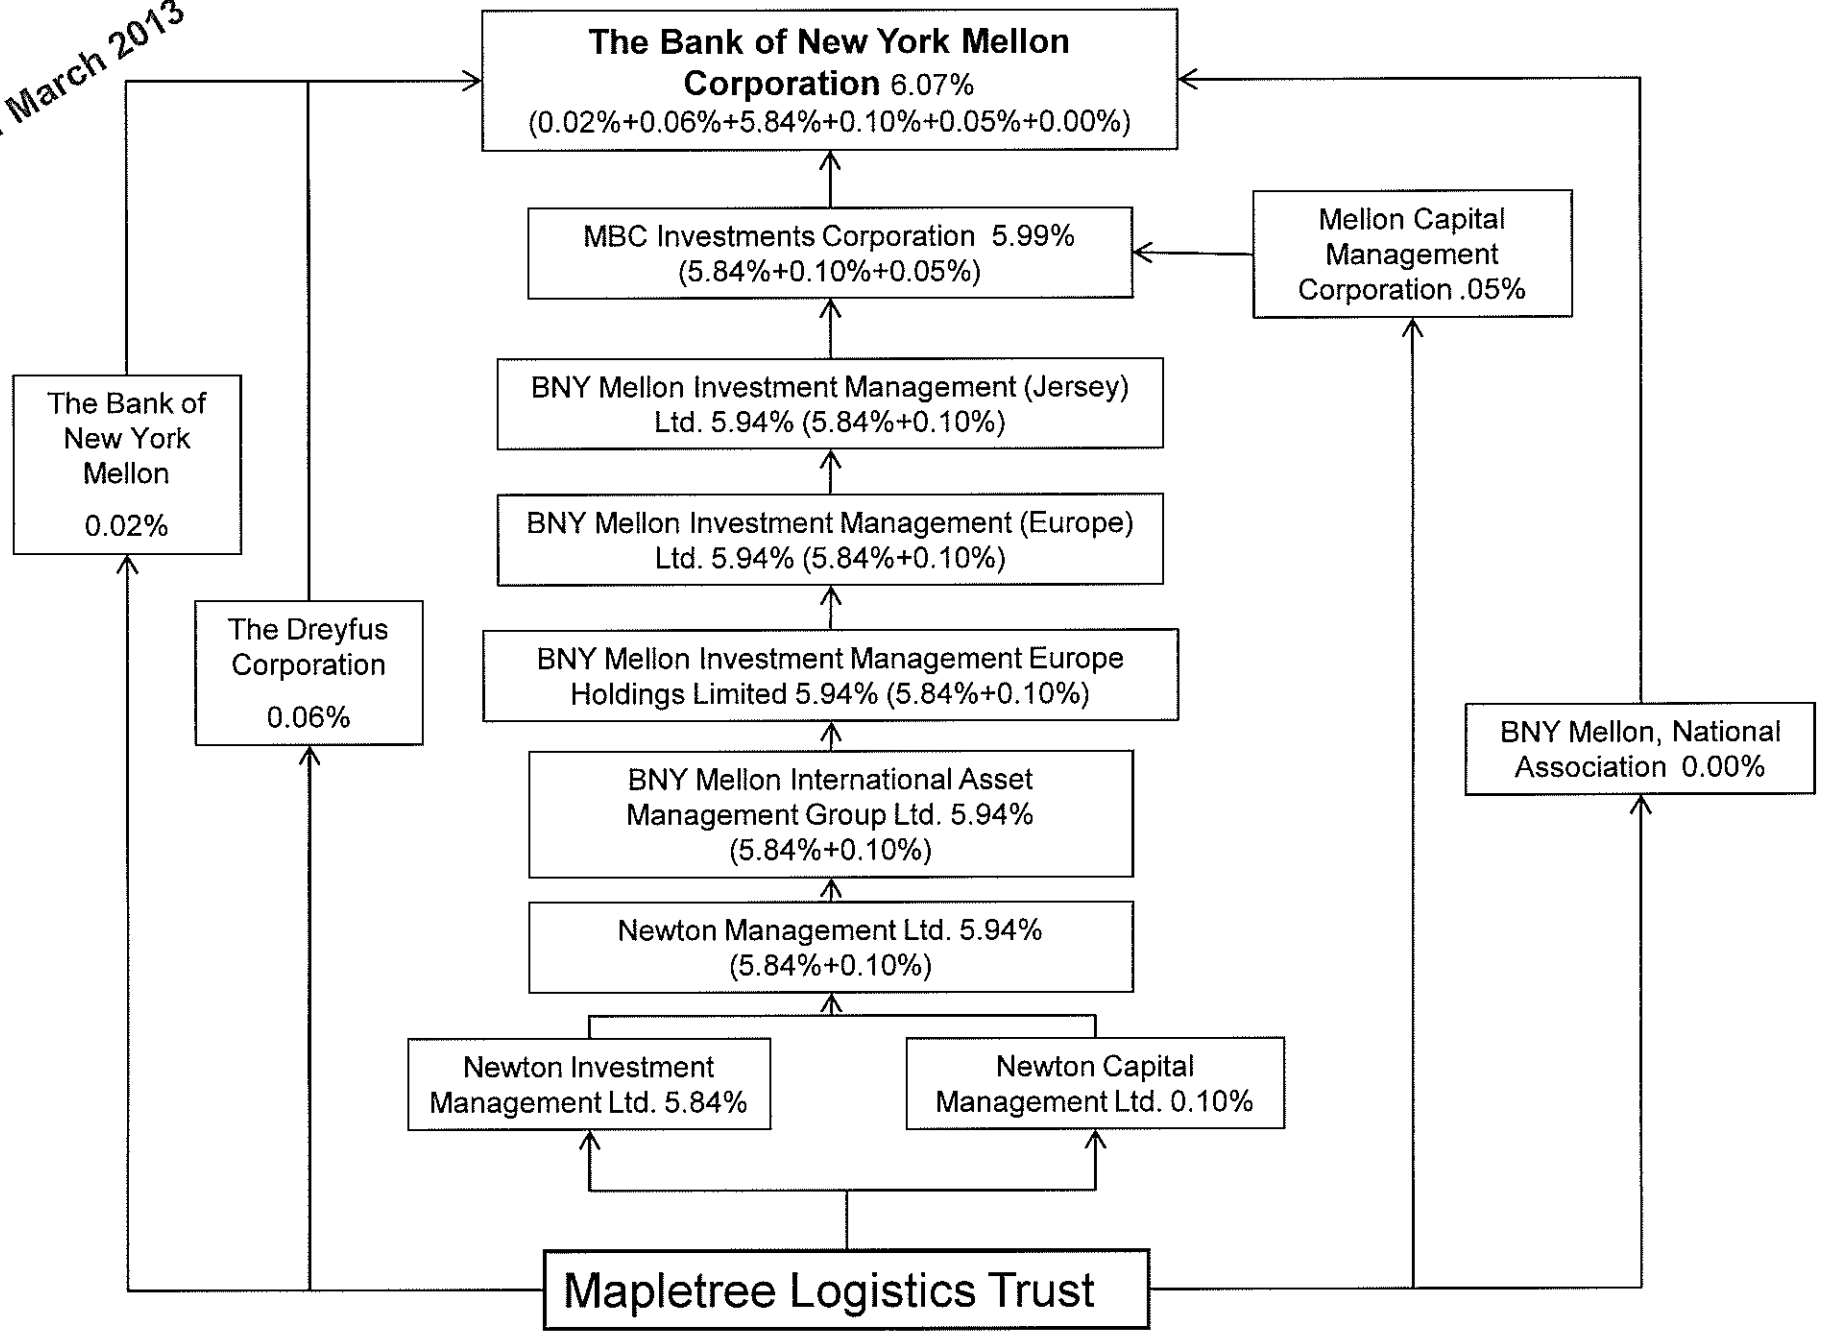 March 2013
The Bank of New York Mellon
Corporation 6.07%
(0.02%+0.06%+5.84%+0.10%+0.05%+0.00%)
MBC Investments Corporation 5.99%
(5.84%+0.10%+0.05%)
Mellon Capital
Management
Corporation .05%
BNY Mellon Investment Management (Jersey)
Ltd. 5.94% (5.84%+0.10%)
The Bank of
New York
Mellon
0.02%
BNY Mellon Investment Management (Europe)
Ltd. 5.94% (5.84%+0.10%)
The Dreyfus
Corporation
0.06%
BNY Mellon Investment Management Europe
Holdings Limited 5.94% (5.84%+0.10%)
BNY Mellon, National
Association 0.00%
BNY Mellon International Asset
Management Group Ltd. 5.94%
(5.84%+0.10%)
Newton Management Ltd. 5.94%
(5.84%+0.10%)
Newton Investment
Management Ltd. 5.84%
Newton Capital
Management Ltd. 0.10%
Mapletree Logistics Trust